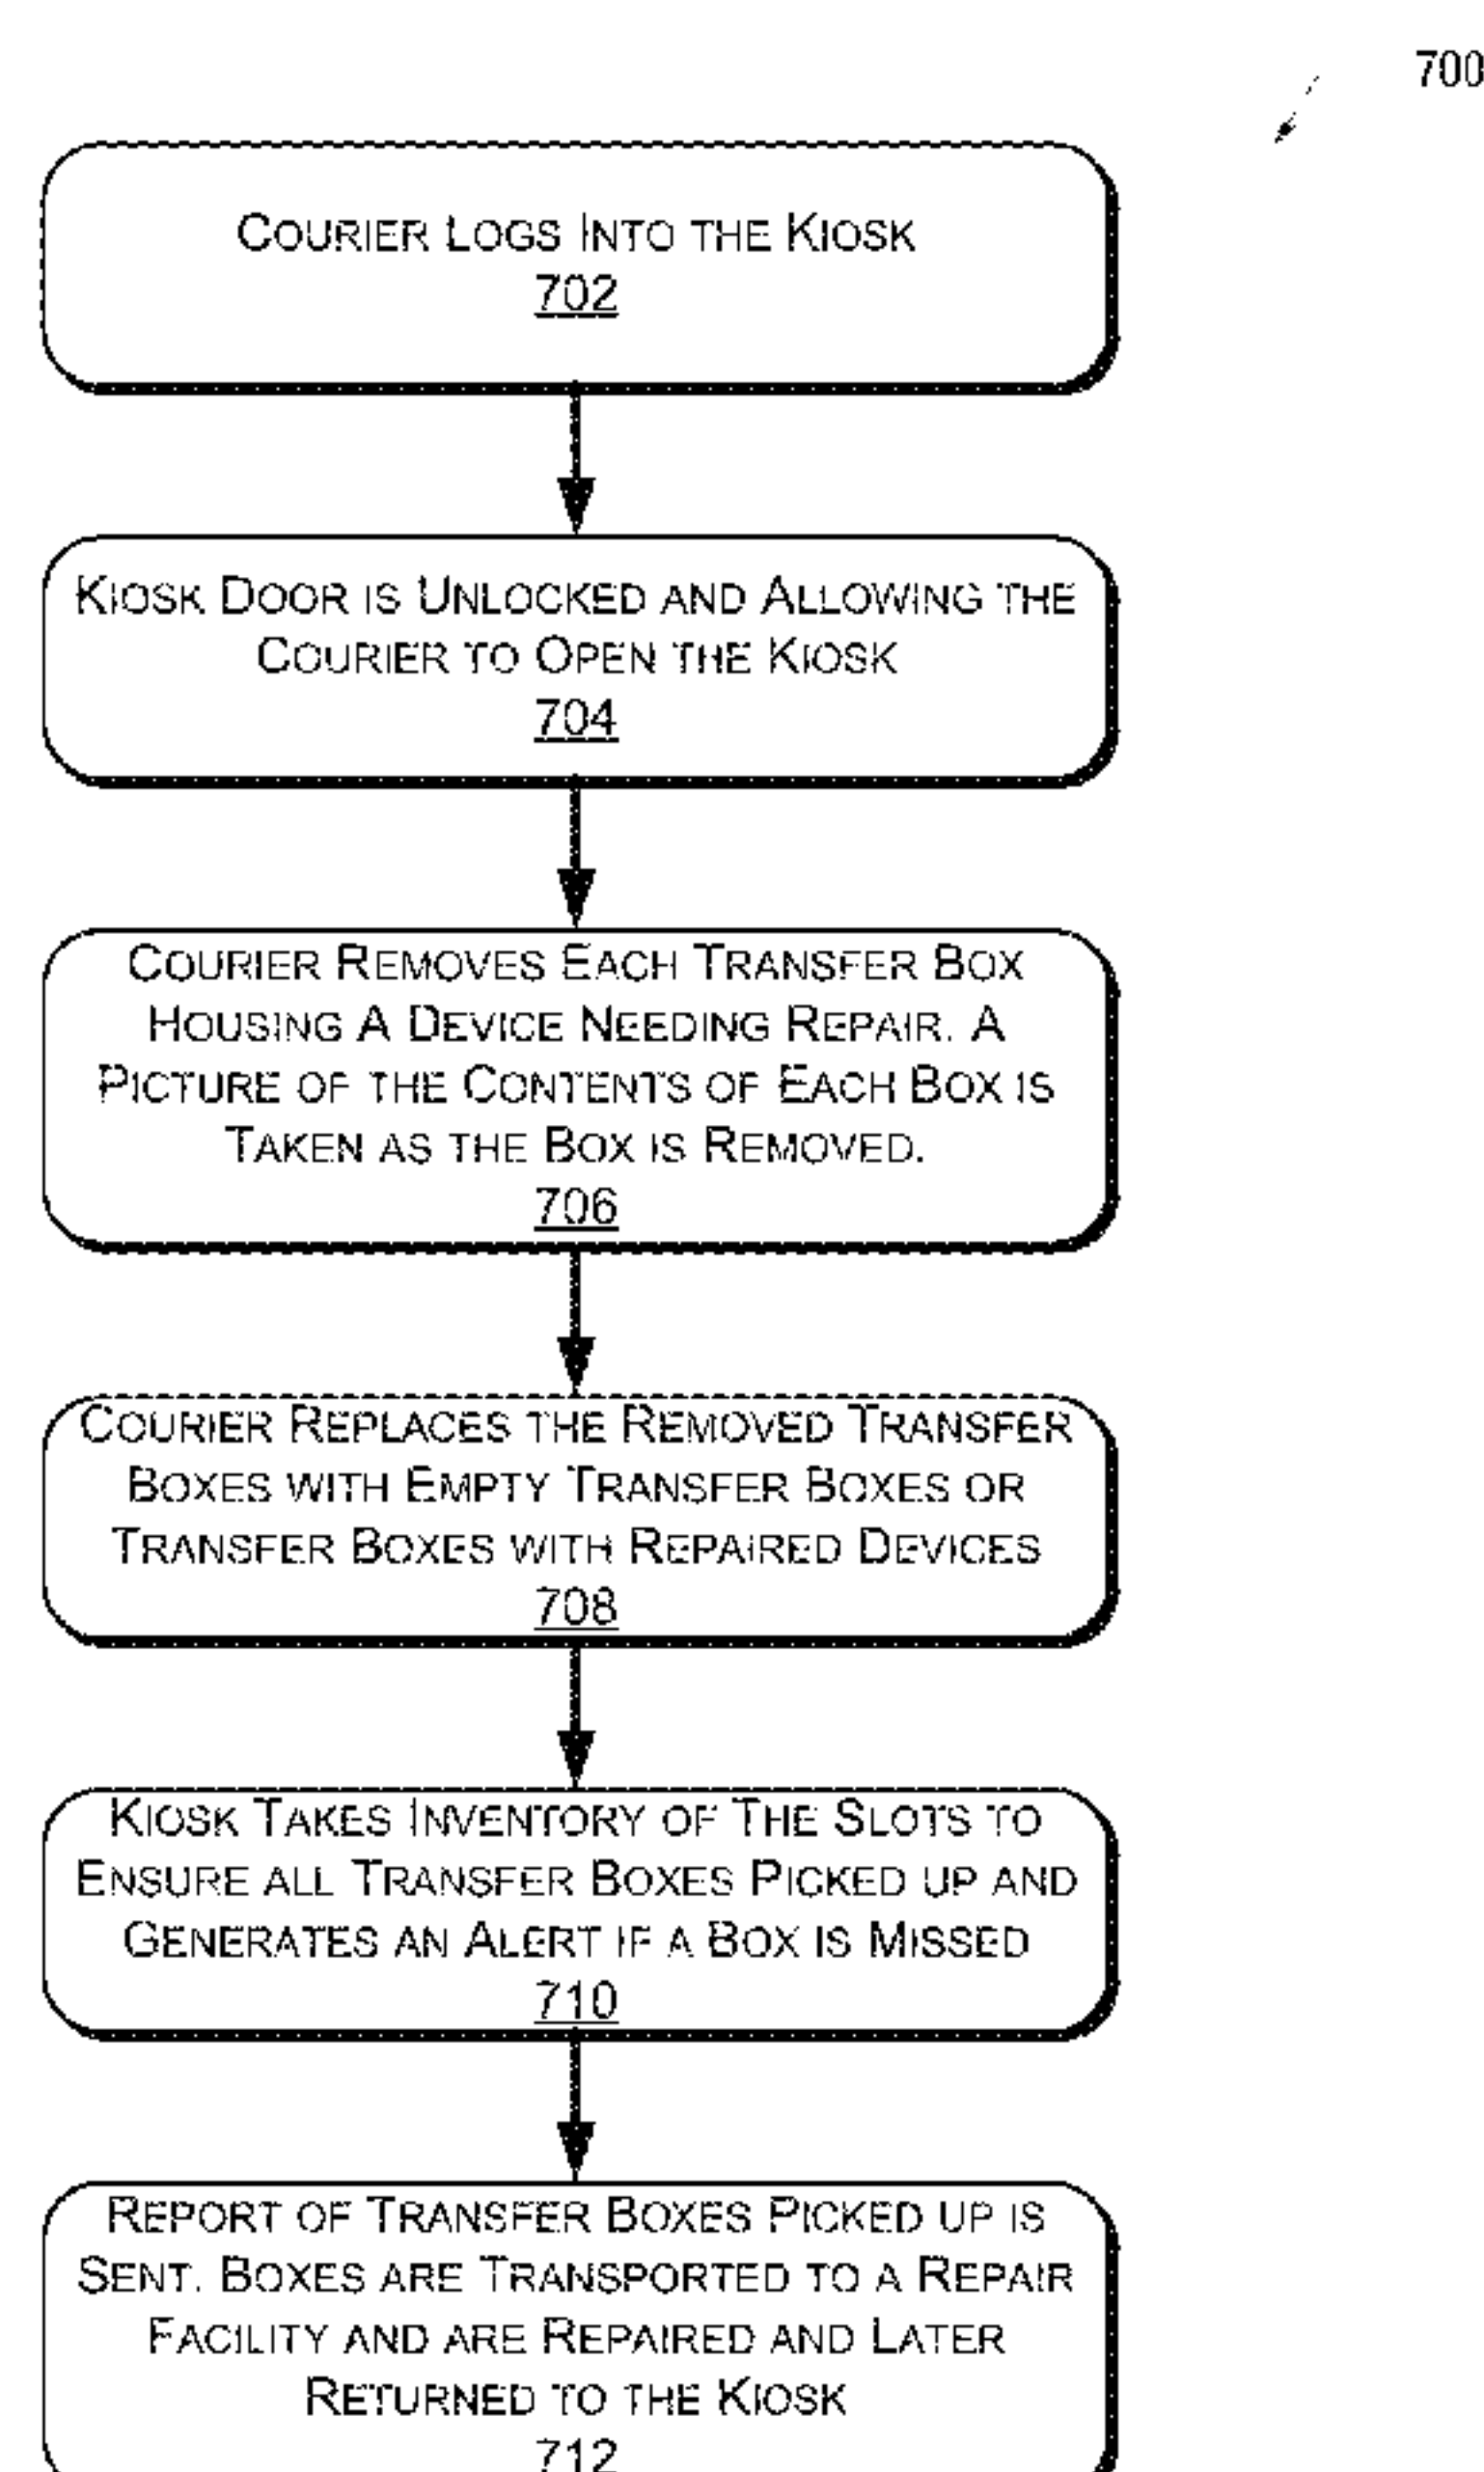 700
COURIER LOGS INTO THE KIOSK
702
KIOSK DOOR IS UNLOCKED AND ALLOWING THE
COURIER TO OPEN THE KIOSK
704
COURIER REMOVES EACH TRANSFER BOX
HOUSING A DEVICE NEEDING REPAIR. A
PICTURE OF THE CONTENTS OF EACH BOX IS
TAKEN AS THE BOX IS REMOVED.
706
COURIER REPLACES THE REMOVED TRANSFER
BOXES WITH EMPTY TRANSFER BOXES OR
TRANSFER BOXES WITH REPAIRED DEVICES
708
KIOSK TAKES INVENTORY OF THE SLOTS TO
ENSURE ALL TRANSFER BOXES PICKED UP AND
GENERATES AN ALERT IF A BOX IS MISSED
710
REPORT OF TRANSFER BOXES PICKED UP IS
SENT. BOXES ARE TRANSPORTED TO A REPAIR
FACILITY AND ARE REPAIRED AND LATER
RETURNED TO THE KIOSK
712